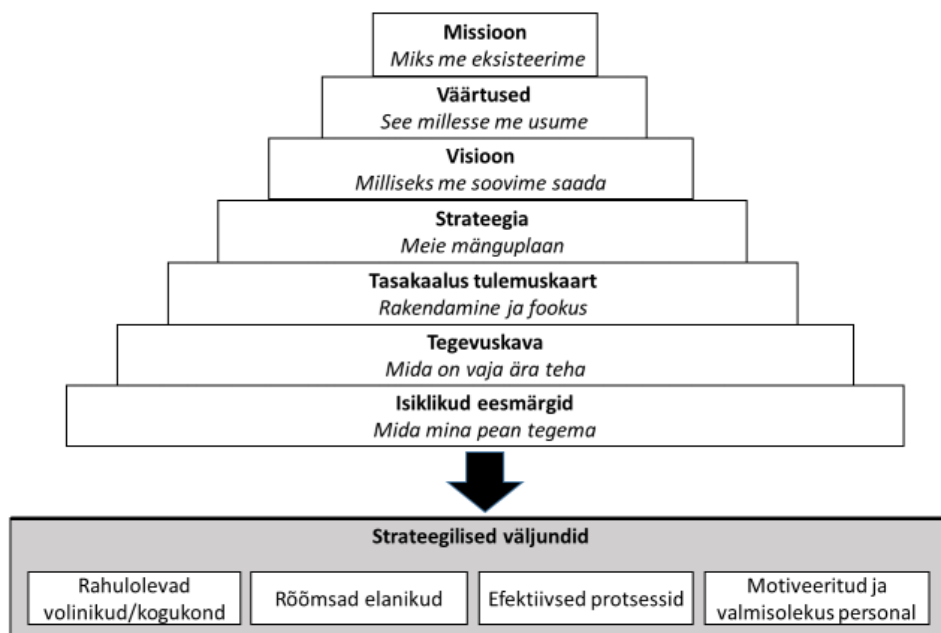 Missioon
Miks me eksisteerime
Väärtused
See millesse me usume
Visioon
Milliseks me soovime saada
Strateegia
Meie mänguplaan
Tasakaalus tulemuskaart
Rakendamine ja fookus
Tegevuskava
Mida on vaja ära teha
Isiklikud eesmärgid
Mida mina pean tegema
Strateegilised väljundid
Rahulolevad
volinikud/kogukond
Rõõmsad elanikud
Efektiivsed protsessid
Motiveeritud ja
valmisolekus personal